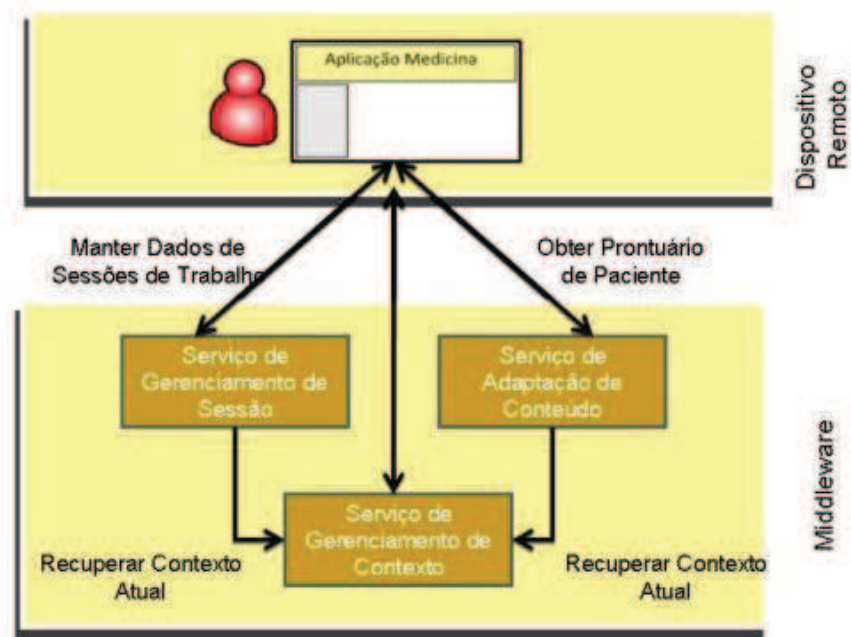 Aplicação Medicina
Dispositivo
Remoto
Manter Dados de
Sessões de Trabalho
Obter Prontuário
de Paciente
Serviço de
Gerenciamento de
Sessão
Serviço de
Adaptação de
Conteúdo
Middleware
Serviço de
Gerenciamento de
Contexto
Recuperar Contexto
Atual
Recuperar Contexto
Atual